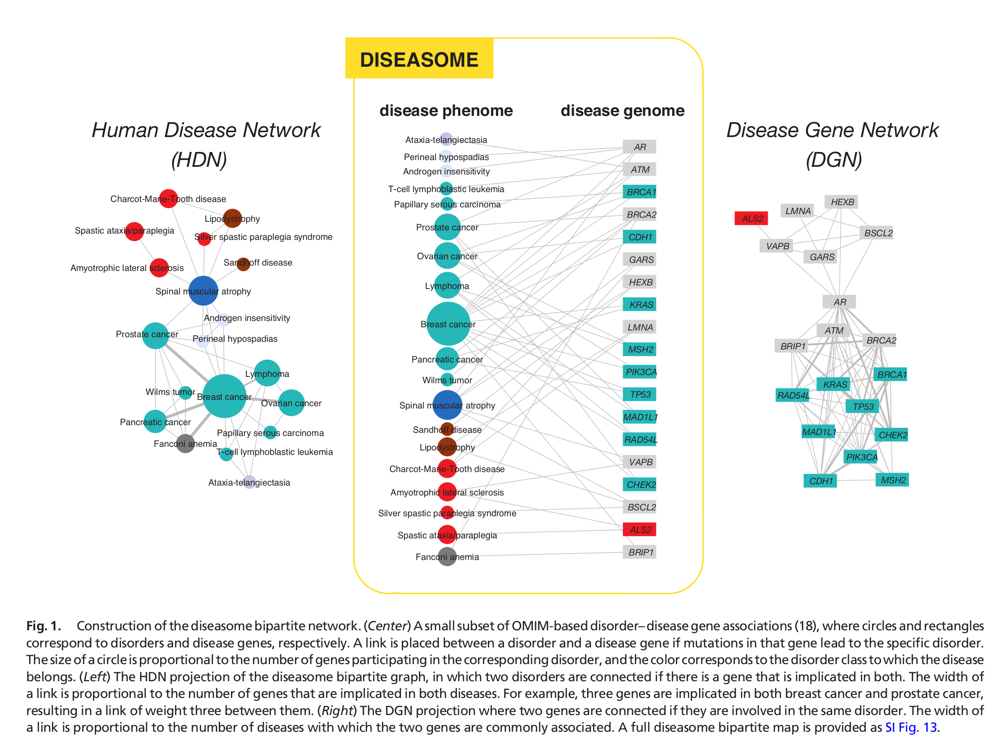 DISEASOME
disease phenome
disease genome
Human Disease Network
(HDN)
Charcot-Marie-Tooth disease
Lipodystrophy
Spastic ataxia/paraplegia
Silver spastic paraplegia syndrome
Sandhoff disease
Amyotrophic lateral sclerosis
Spinal muscular atrophy
Androgen insensitivity
Prostate cancer
Perineal hypospadias
Lymphoma
Wilms tumor
Breast cancer
Ovarian cancer
Pancreatic cancer
Papillary serous carcinoma
Fanconi anemia
T-cell lymphoblastic leukemia
Ataxia-telangiectasia
Ataxia-telangiectasia
Perineal hypospadias
Androgen insensitivity
T-cell lymphoblastic leukemia
Papillary serous carcinoma
Prostate cancer
Ovarian cancer
Lymphoma
Breast cancer
Pancreatic cancer
Wilms tumor
Spinal muscular atrophy
Sandhoff disease
Lipodystrophy
Charcot-Marie-Tooth disease
Amyotrophic lateral sclerosis
Silver spastic paraplegia syndrome
Spastic ataxia/paraplegia
Fanconi anemia
AR
ATM
BRCA1
BRCA2
CDH1
GARS
HEXB
KRAS
LMNA
MSH2
PIK3CA
TP53
MAD1L1
RAD54L
VAPB
CHEK2
BSCL2
ALS2
BRIP1
Disease Gene Network
(DGN)
HEXB
LMNA
ALS2
BSCL2
VAPB
GARS
AR
ATM
BRCA2
BRIP1
BRCA1
KRAS
RAD54L
TP53
MAD1L1
CHEK2
PIK3CA
CDH1
MSH2
Fig. 1. Construction of the diseasome bipartite network. (Center) A small subset of OMIM-based disorder–disease gene associations (18), where circles and rectangles
correspond to disorders and disease genes, respectively. A link is placed between a disorder and a disease gene if mutations in that gene lead to the specific disorder.
The size of a circle is proportional to the number of genes participating in the corresponding disorder, and the color corresponds to the disorder class to which the disease
belongs. (Left) The HDN projection of the diseasome bipartite graph, in which two disorders are connected if there is a gene that is implicated in both. The width of
a link is proportional to the number of genes that are implicated in both diseases. For example, three genes are implicated in both breast cancer and prostate cancer,
resulting in a link of weight three between them. (Right) The DGN projection where two genes are connected if they are involved in the same disorder. The width of
a link is proportional to the number of diseases with which the two genes are commonly associated. A full diseasome bipartite map is provided as SI Fig. 13.